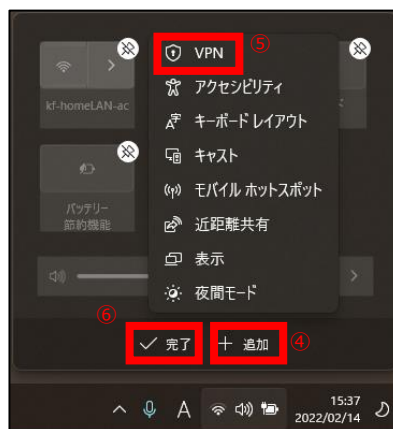 ⑤
VPN
kf-homeLAN-ac
アクセシビリティ
キーボード レイアウト
キャスト
モバイル ホットスポット
バッテリー
節約機能
近距離共有
表示
夜間モード
⑥
完了
追加
④
A
15:37
2022/02/14